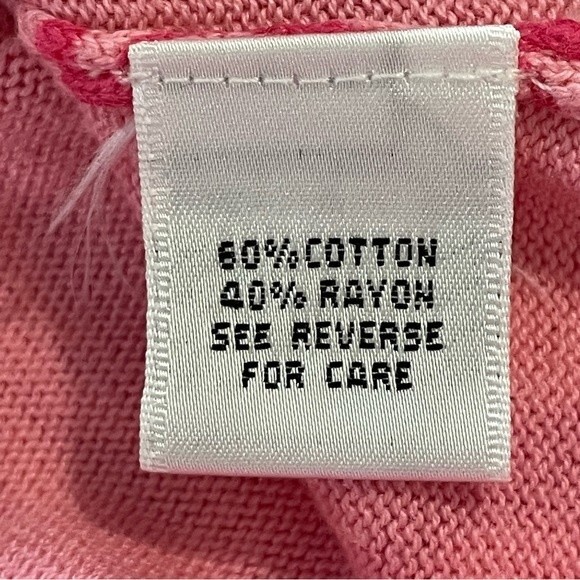 60% COTTON
40% RAYON
SEE REVERSE
FOR CARE